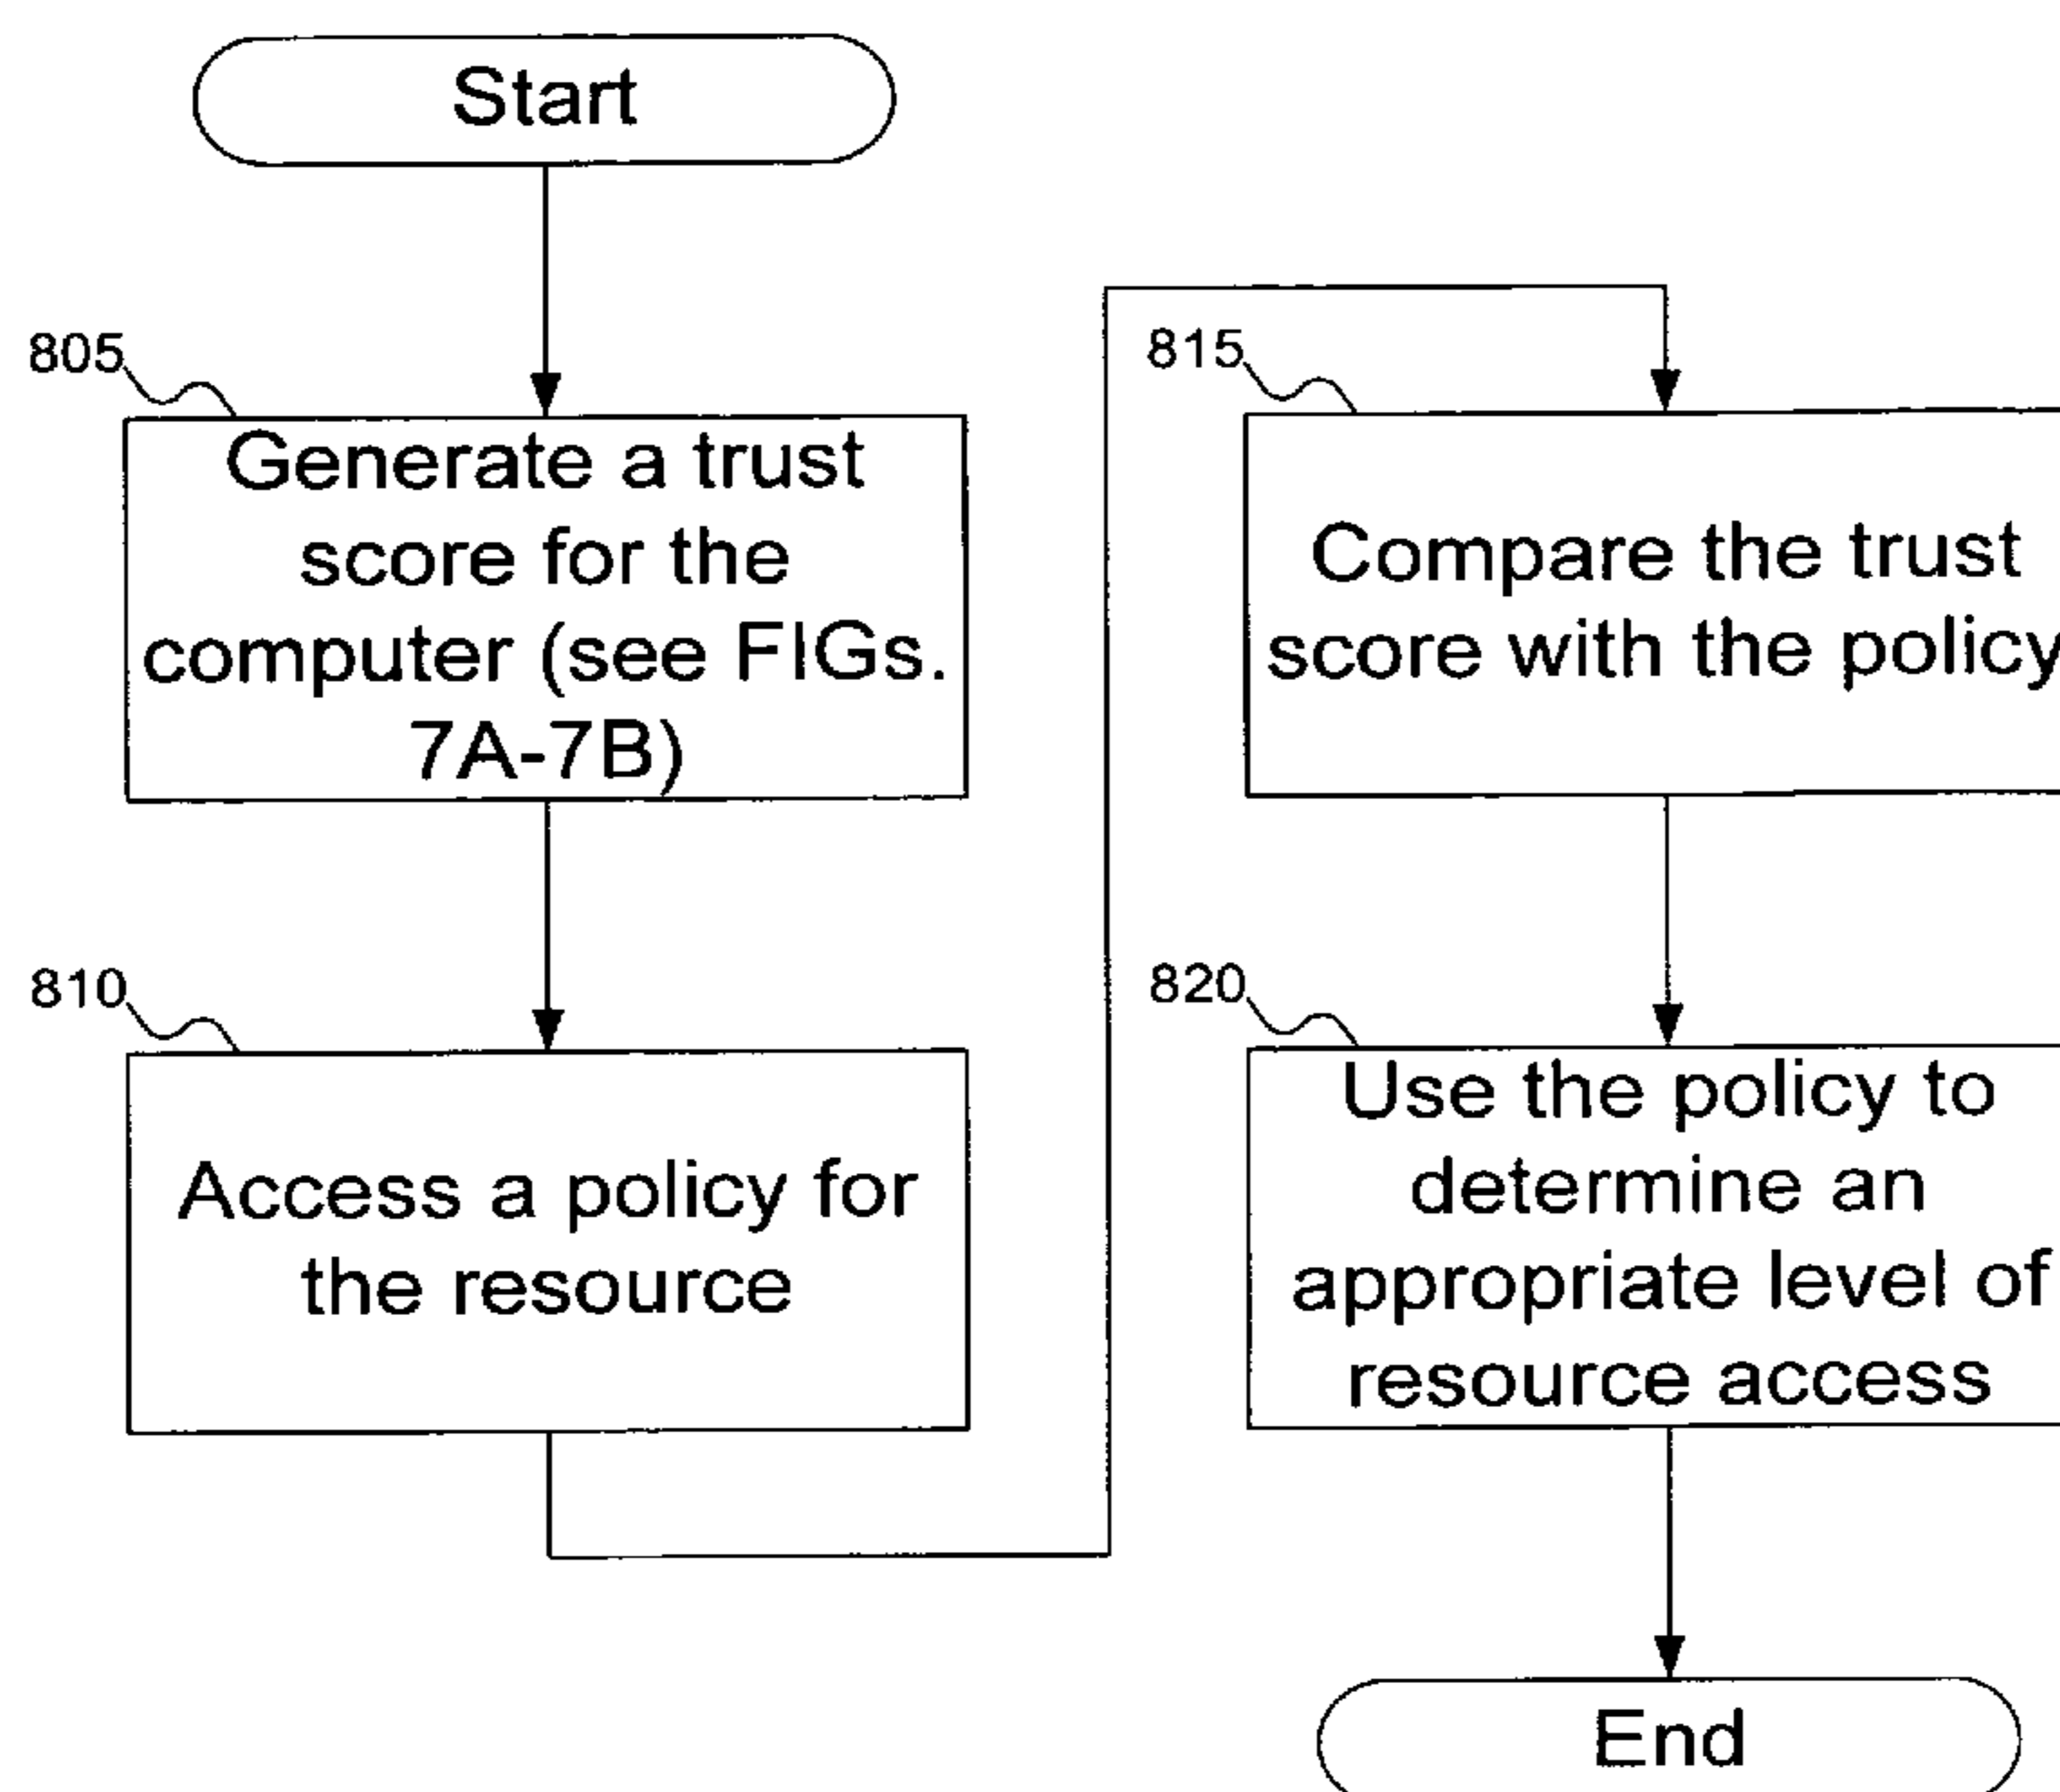 Start
805
Generate a trust
score for the
computer (see FIGs.
7A-7B)
810
Access a policy for
the resource
815
Compare the trust
score with the policy
820
Use the policy to
determine an
appropriate level of
resource access
End